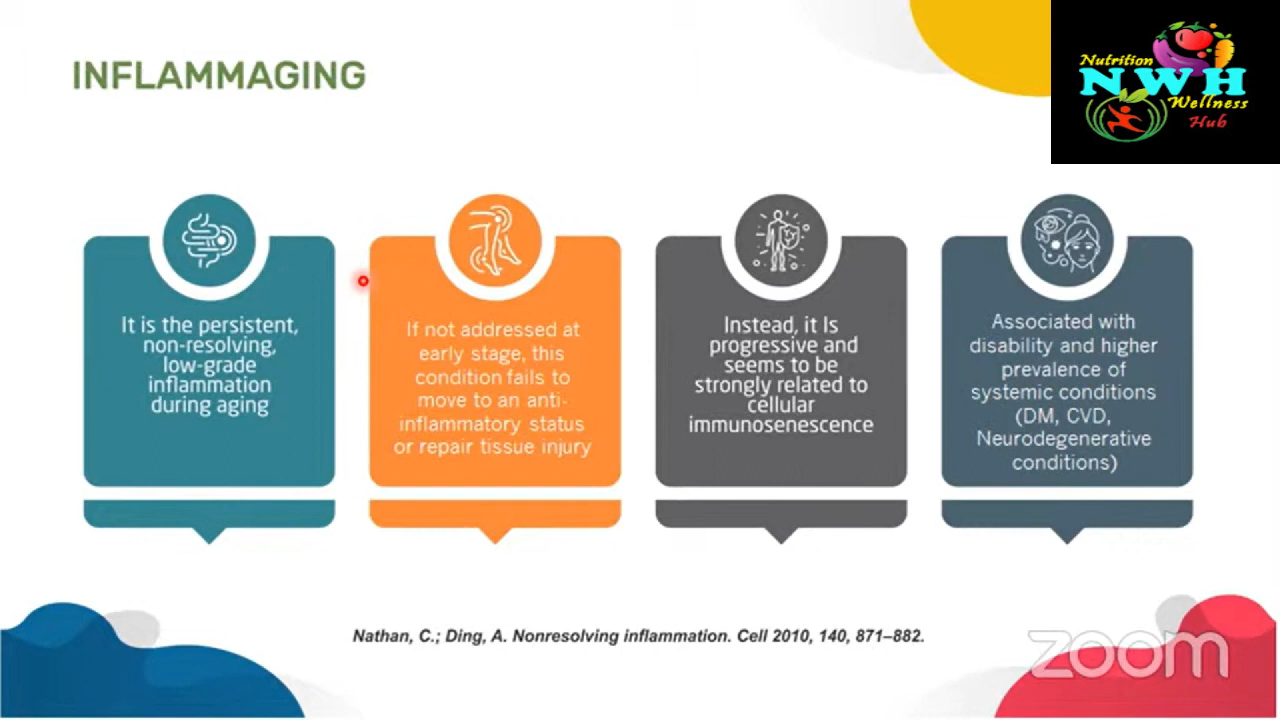 INFLAMMAGING
Nutrition
NWH
Wellness
Hub
It is the persistent,
non-resolving,
low-grade
inflammation
during aging
If not addressed at
early stage, this
condition fails to
move to an anti-
inflammatory status
or repair tissue injury
Instead, it Is
progressive and
seems to be
strongly related to
cellular
immunosenescence
Associated with
disability and higher
prevalence of
systemic conditions
(DM, CVD,
Neurodegenerative
conditions)
Nathan, C.; Ding, A. Nonresolving inflammation. Cell 2010, 140, 871–882.
zoom